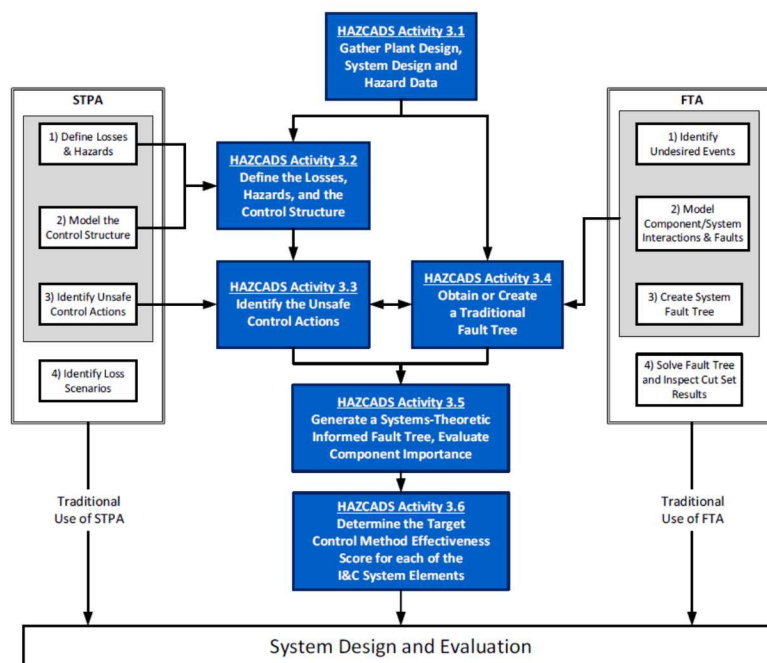 HAZCADS Activity 3.1
Gather Plant Design,
System Design and
Hazard Data
STPA
1) Define Losses
& Hazards
2) Model the
Control Structure
3) Identify Unsafe
Control Actions
4) Identify Loss
Scenarios
Traditional
Use of STPA
HAZCADS Activity 3.2
Define the Losses,
Hazards, and the
Control Structure
HAZCADS Activity 3.3
Identify the Unsafe
Control Actions
HAZCADS Activity 3.4
Obtain or Create
a Traditional
Fault Tree
HAZCADS Activity 3.5
Generate a Systems-Theoretic
Informed Fault Tree, Evaluate
Component Importance
HAZCADS Activity 3.6
Determine the Target
Control Method Effectiveness
Score for each of the
I&C System Elements
FTA
1) Identify
Undesired Events
2) Model
Component/System
Interactions & Faults
3) Create System
Fault Tree
4) Solve Fault Tree
and Inspect Cut Set
Results
Traditional
Use of FTA
System Design and Evaluation